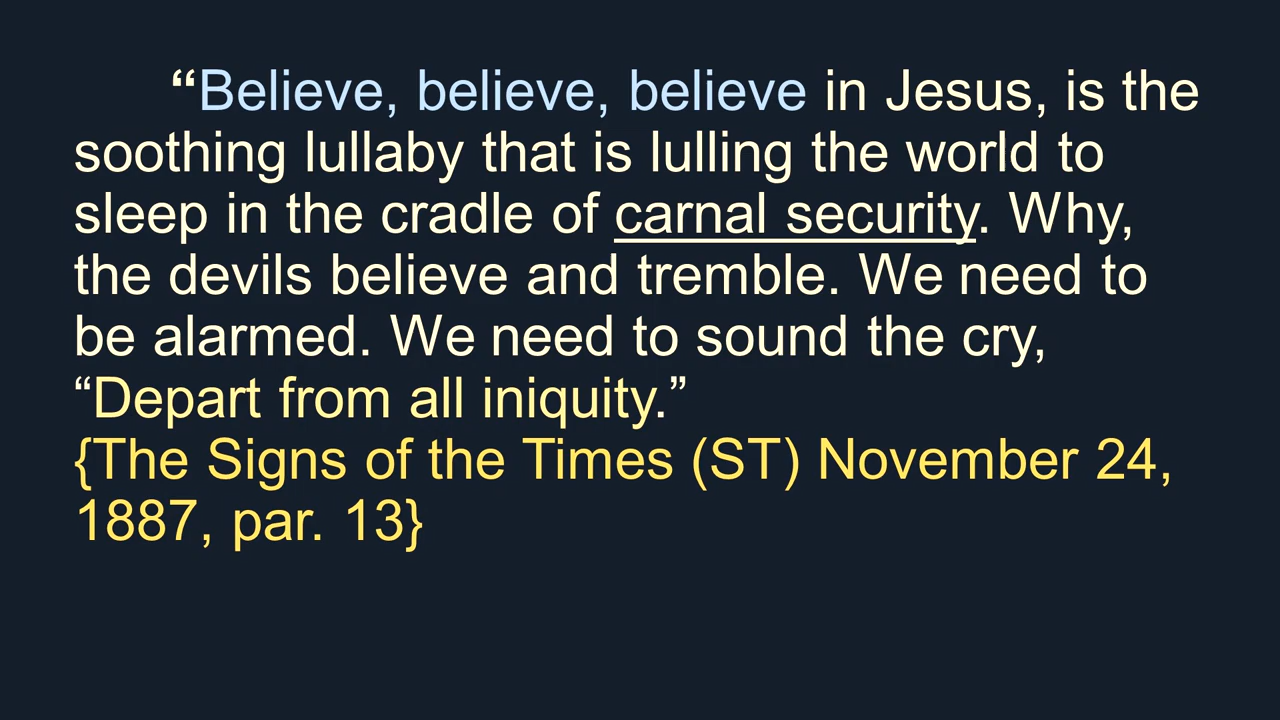 “Believe, believe, believe in Jesus, is the
soothing lullaby that is lulling the world to
sleep in the cradle of carnal security. Why,
the devils believe and tremble. We need to
be alarmed. We need to sound the cry,
“Depart from all iniquity.”
{The Signs of the Times (ST) November 24,
1887, par. 13}